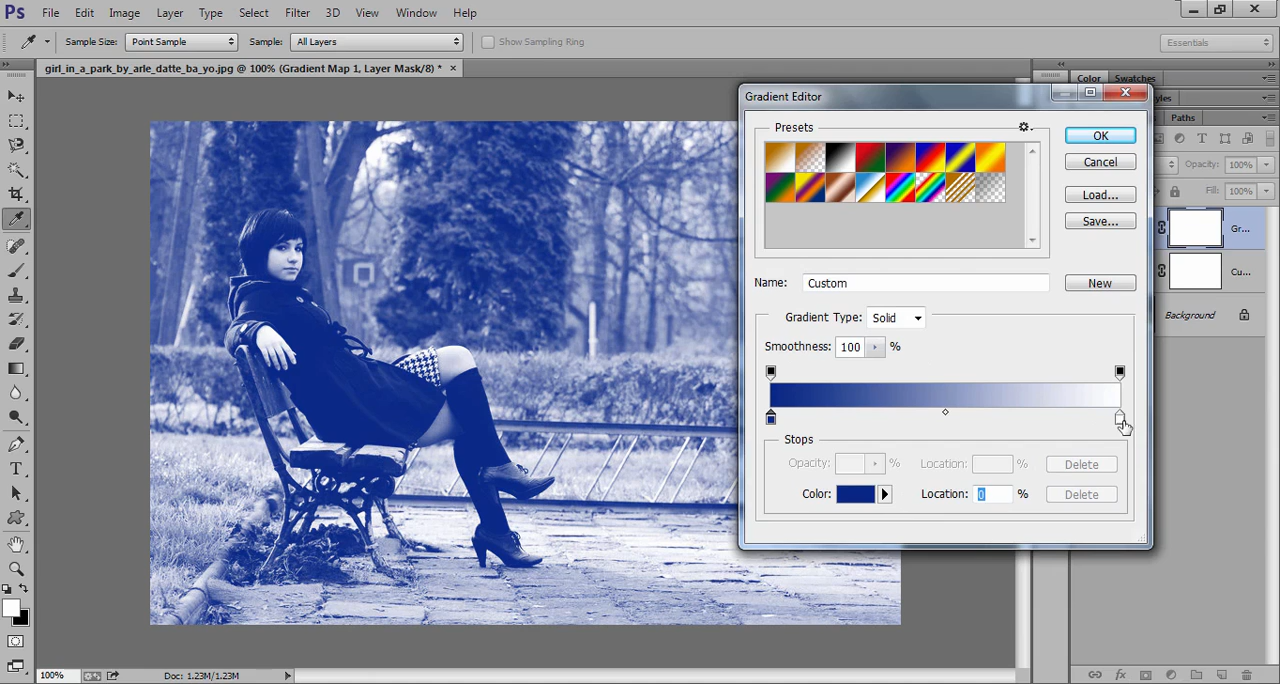 Ps File Edit Image Layer Type Select Filter 3D View Window Help
Sample Size: Point Sample Sample: All Layers Show Sampling Ring Essentials
girl_in_a_park_by_arle_datte_ba_yo.jpg @ 100% (Gradient Map 1, Layer Mask/8) * ×
Color Swatches
Gradient Editor
yles
Paths
Presets
OK
Cancel
Opacity: 100%
Load...
Fill: 100%
Save...
Gr...
Cu...
Name: Custom New
Background
Gradient Type: Solid
Smoothness: 100 %
Stops
Opacity: % Location: % Delete
Color: Location: 0 % Delete
100% Doc: 1.23M/1.23M
fx